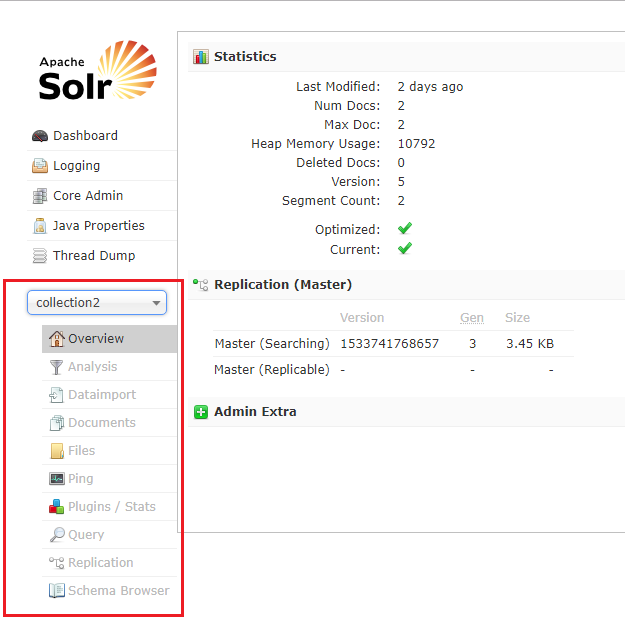 Apache
Solr
Dashboard
Logging
Core Admin
Java Properties
Thread Dump
collection2
Overview
Analysis
Dataimport
Documents
Files
Ping
Plugins / Stats
Query
Replication
Schema Browser
Statistics
Last Modified: 2 days ago
Num Docs: 2
Max Doc: 2
Heap Memory Usage: 10792
Deleted Docs: 0
Version: 5
Segment Count: 2
Optimized:
Current:
Replication (Master)
Version Gen Size
Master (Searching) 1533741768657 3 3.45 KB
Master (Replicable) - - -
Admin Extra